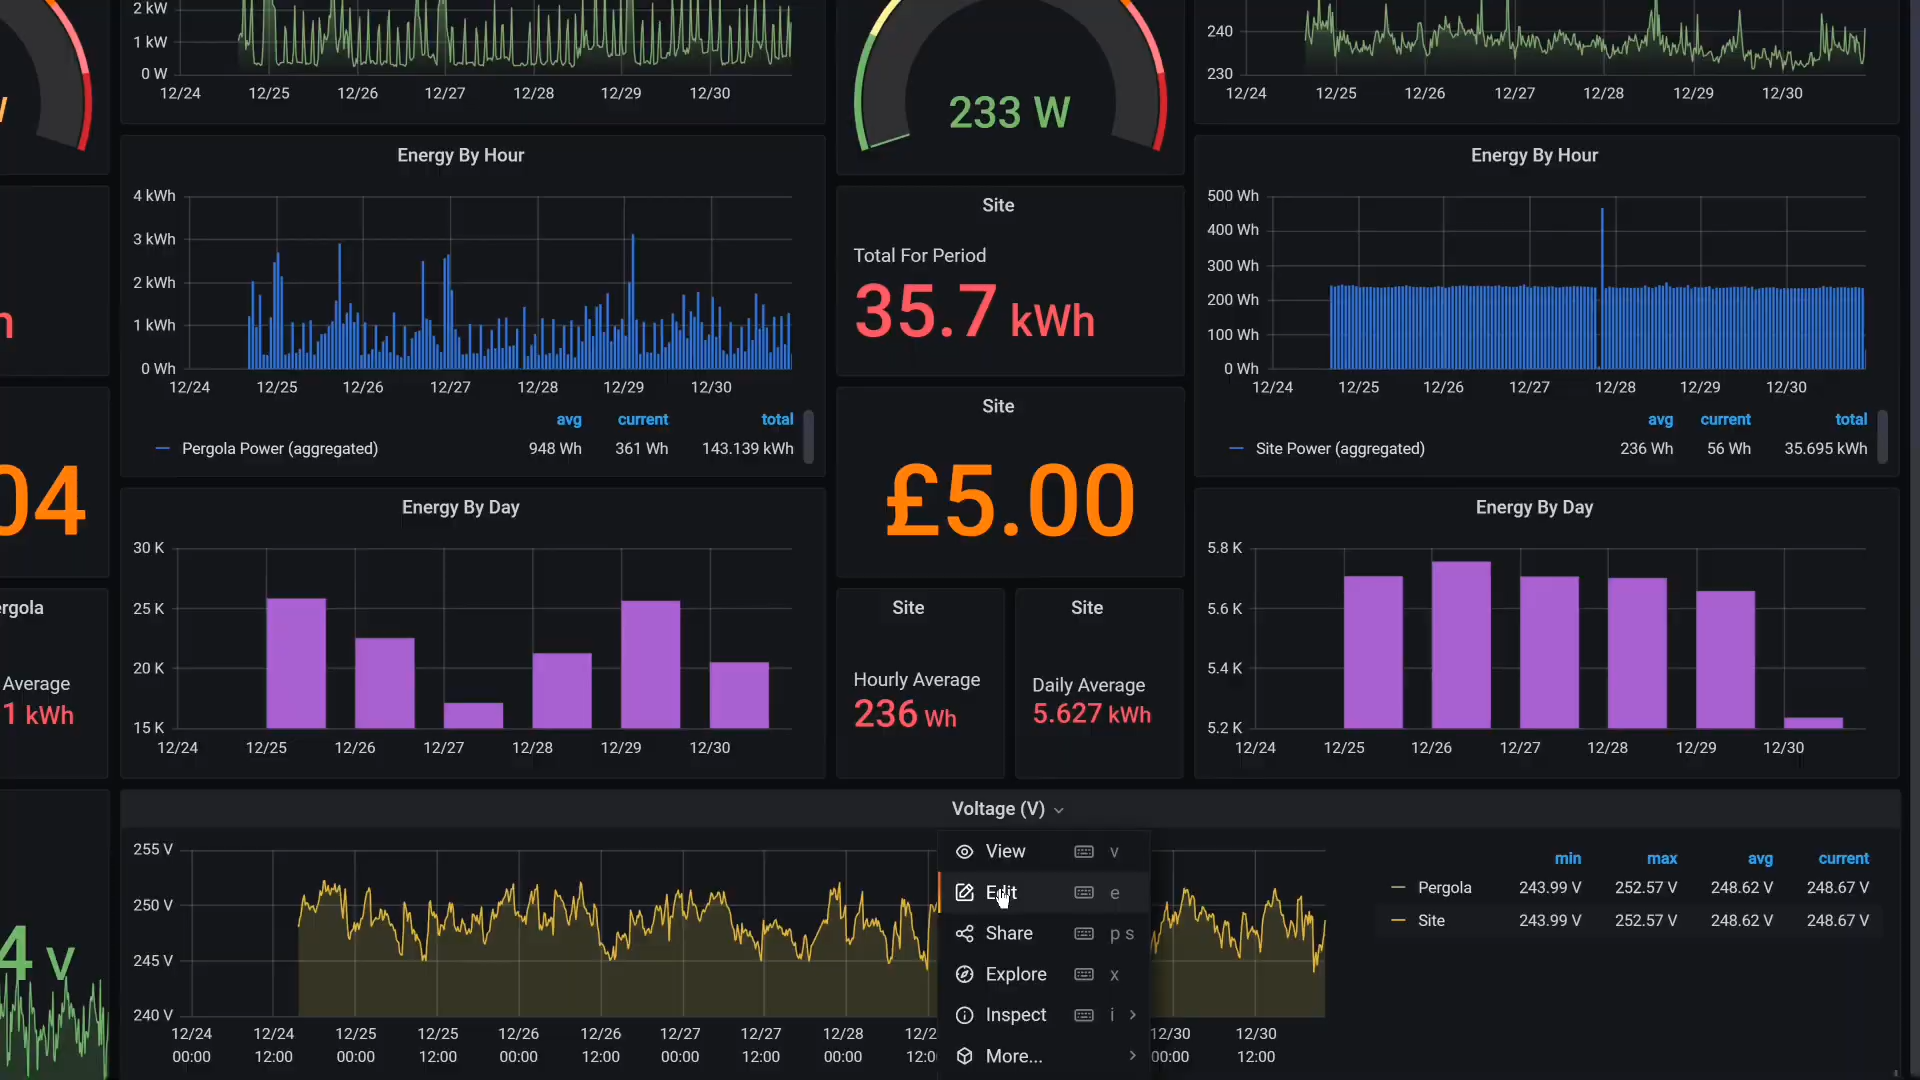 2 kW
1 kW
0 W
12/24 12/25 12/26 12/27 12/28 12/29 12/30
233 W
240
230
12/24 12/25 12/26 12/27 12/28 12/29 12/30
Energy By Hour
4 kWh
3 kWh
2 kWh
1 kWh
0 Wh
12/24 12/25 12/26 12/27 12/28 12/29 12/30
avg current total
Pergola Power (aggregated) 948 Wh 361 Wh 143.139 kWh
Site
Total For Period
35.7 kWh
Energy By Hour
500 Wh
400 Wh
300 Wh
200 Wh
100 Wh
0 Wh
12/24 12/25 12/26 12/27 12/28 12/29 12/30
avg current total
Site Power (aggregated) 236 Wh 56 Wh 35.695 kWh
04
Site
£5.00
Energy By Day
30 K
25 K
20 K
15 K
12/24 12/25 12/26 12/27 12/28 12/29 12/30
ergola
Average
1 kWh
Site
Hourly Average
236 Wh
Site
Daily Average
5.627 kWh
Energy By Day
5.8 K
5.6 K
5.4 K
5.2 K
12/24 12/25 12/26 12/27 12/28 12/29 12/30
4 V
Voltage (V)
255 V
250 V
245 V
240 V
12/24 12/24 12/25 12/25 12/26 12/26 12/27 12/27 12/28 12/2 12/30 12/30
00:00 12:00 00:00 12:00 00:00 12:00 00:00 12:00 00:00 12:0 00:00 12:00
View v
Edit e
Share p s
Explore x
Inspect i
More...
min max avg current
Pergola 243.99 V 252.57 V 248.62 V 248.67 V
Site 243.99 V 252.57 V 248.62 V 248.67 V